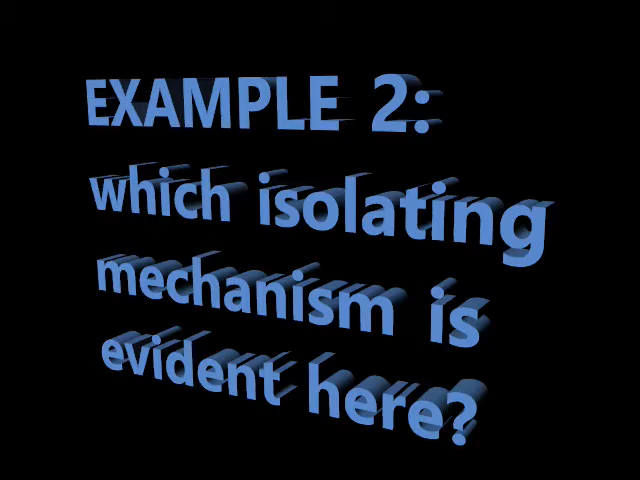 EXAMPLE 2:
which isolating
mechanism is
evident here?